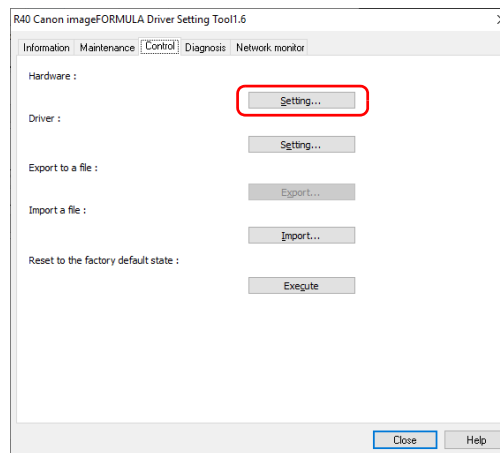 R40 Canon imageFORMULA Driver Setting Tool1.6
Information Maintenance Control Diagnosis Network monitor
Hardware :
Setting...
Driver :
Setting...
Export to a file :
Export...
Import a file :
Import...
Reset to the factory default state :
Execute
Close Help